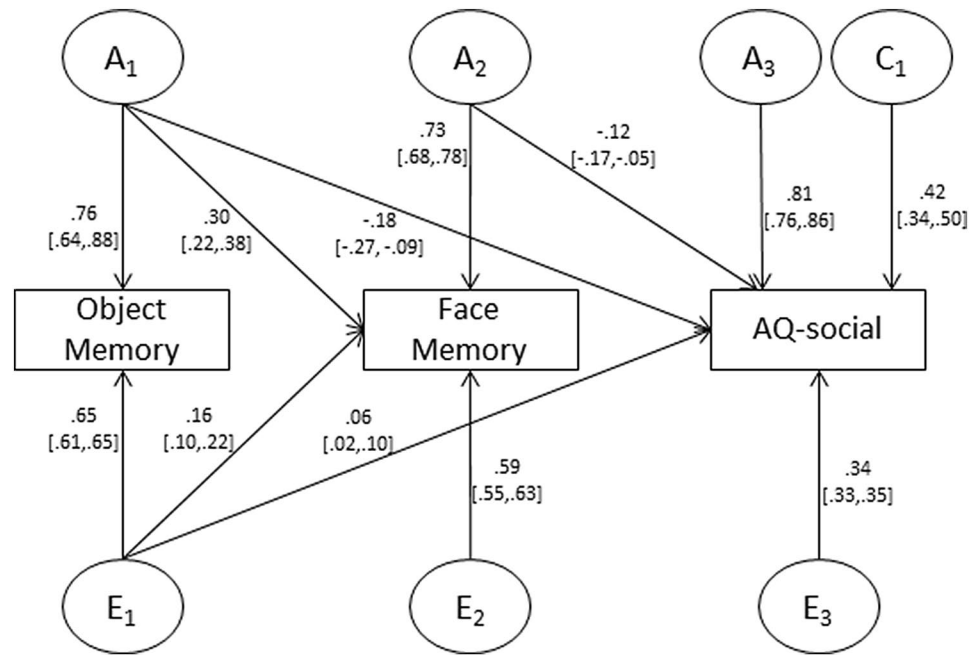 A1
A2
A3
C1
.76
[.64,.88]
.30
[.22,.38]
-.18
[-.27, -.09]
.73
[.68,.78]
-.12
[-.17,-.05]
.81
[.76,.86]
.42
[.34,.50]
Object
Memory
Face
Memory
AQ-social
.65
[.61,.65]
.16
[.10,.22]
.06
[.02,.10]
.59
[.55,.63]
.34
[.33,.35]
E1
E2
E3